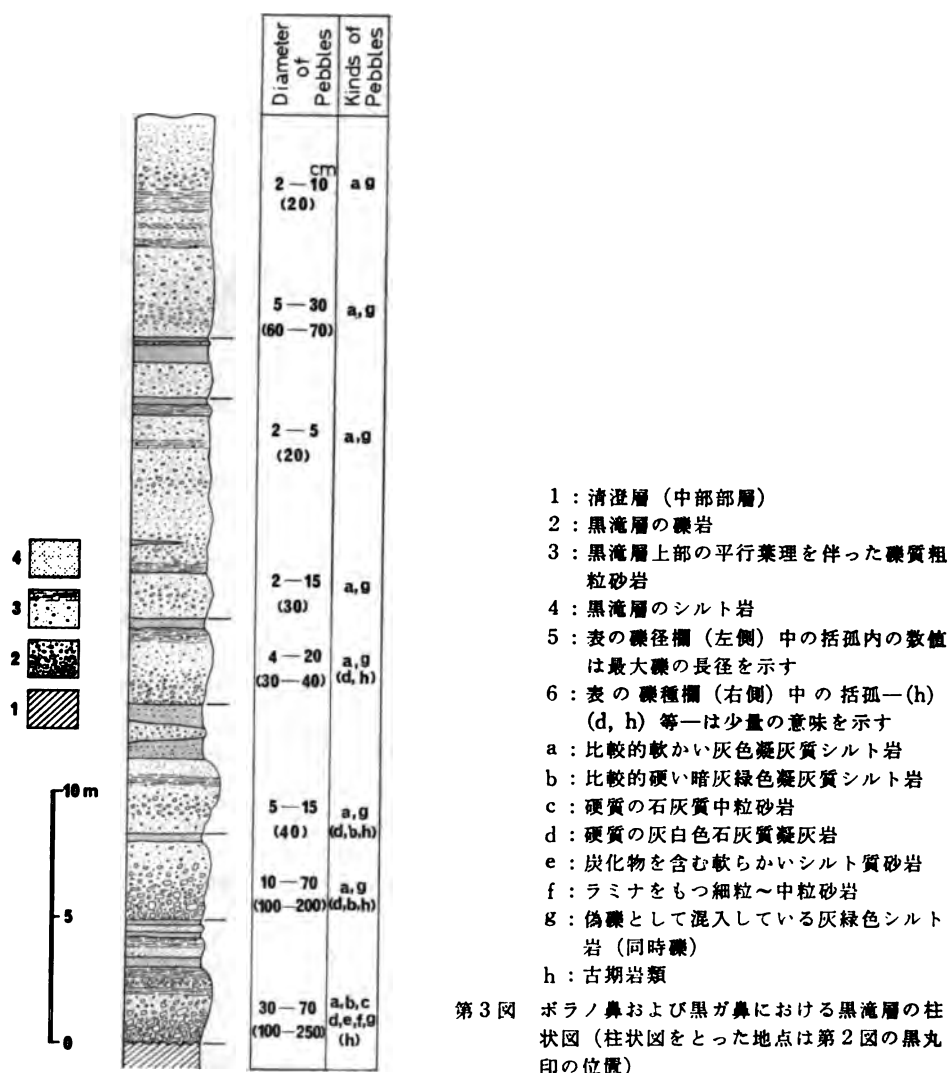 Diameter of Pebbles
Kinds of Pebbles
cm
2—10
(20)
a g
5—30
(60—70)
a, g
2—5
(20)
a,g
2—15
(30)
a,g
4—20
(30—40)
a,g
(d, h)
5—15
(40)
a,g
(d,b,h)
10—70
(100—200)
a,g
(d,b,h)
30—70
(100—250)
a,b,c
d,e,f,g
(h)
4
3
2
1
10 m
5
0
1：清澄層（中部部層）
2：黒滝層の礫岩
3：黒滝層上部の平行葉理を伴った礫質粗
粒砂岩
4：黒滝層のシルト岩
5：表の礫径欄（左側）中の括孤内の数値
は最大礫の長径を示す
6：表の礫種欄（右側）中の括孤—(h)
(d, h) 等—は少量の意味を示す
a：比較的軟かい灰色凝灰質シルト岩
b：比較的硬い暗灰緑色凝灰質シルト岩
c：硬質の石灰質中粒砂岩
d：硬質の灰白色石灰質凝灰岩
e：炭化物を含む軟らかいシルト質砂岩
f：ラミナをもつ細粒～中粒砂岩
g：偽礫として混入している灰緑色シルト
岩（同時礫）
h：古期岩類
第3図 ボラノ鼻および黒ガ鼻における黒滝層の柱
状図（柱状図をとった地点は第2図の黒丸
印の位置）